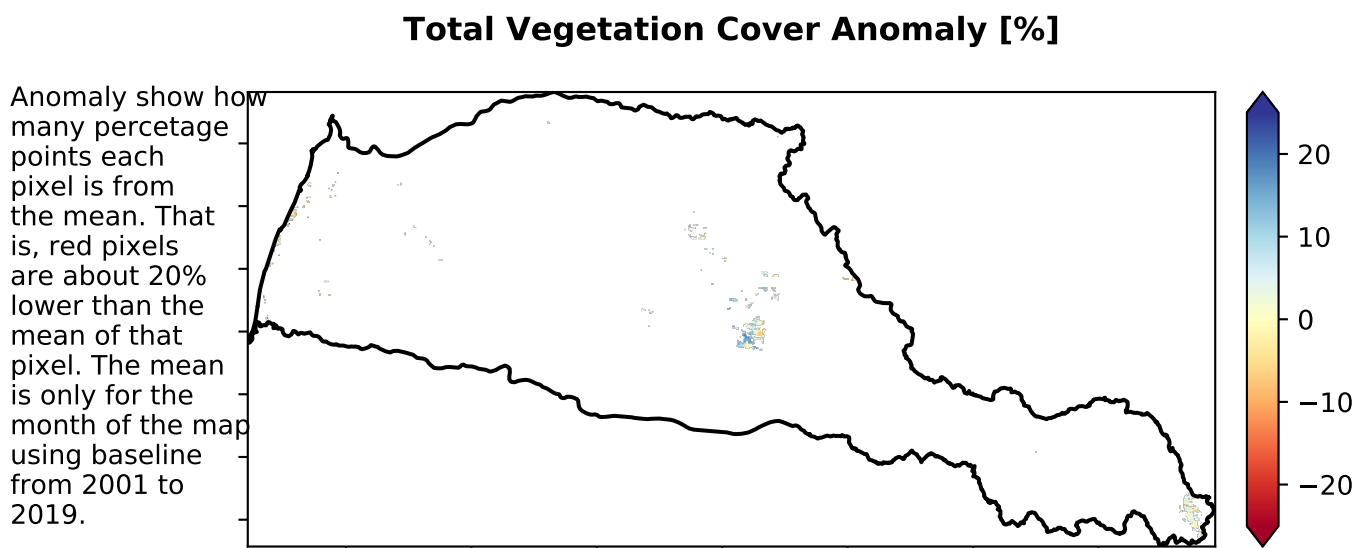 Total Vegetation Cover Anomaly [%]
Anomaly show how
many percetage
points each
pixel is from
the mean. That
is, red pixels
are about 20%
lower than the
mean of that
pixel. The mean
is only for the
month of the map
using baseline
from 2001 to
2019.
20
10
0
−10
−20